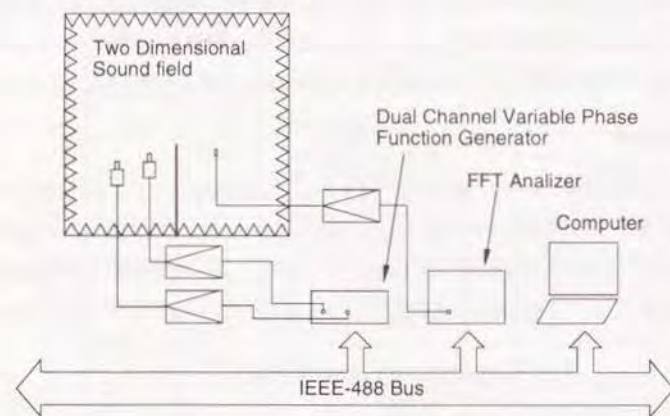 Two Dimensional
Sound field
Dual Channel Variable Phase
Function Generator
FFT Analizer
Computer
IEEE-488 Bus